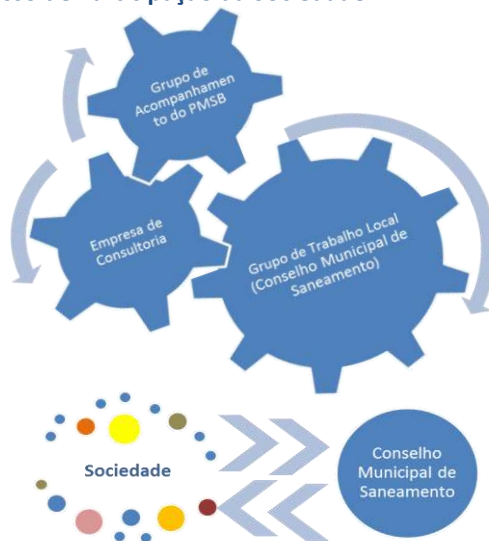 Grupo de
Acompanhamen
to do PMSB
Empresa de
Consultoria
Grupo de Trabalho Local
(Conselho Municipal de
Saneamento)
Sociedade
Conselho
Municipal de
Saneamento